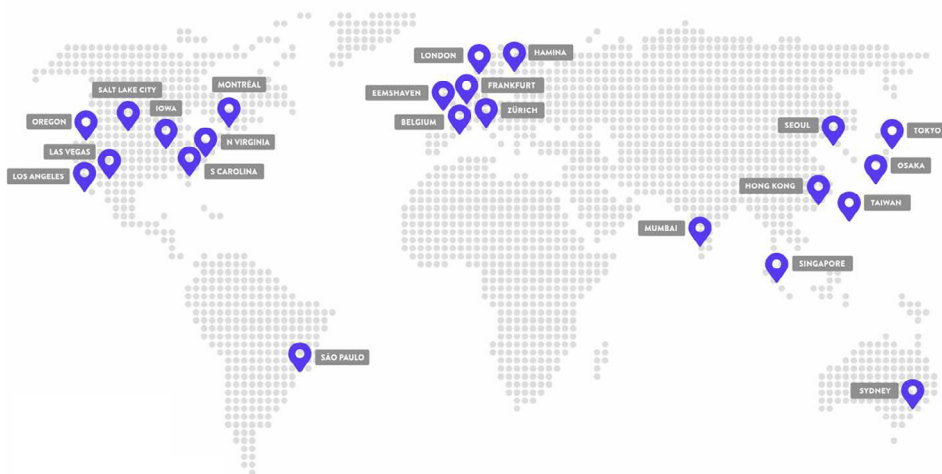 LONDON
HAMINA
MONTRÉAL
SALT LAKE CITY
EEMSHAVEN
FRANKFURT
IOWA
ZÜRICH
OREGON
BELGIUM
SEOUL
TOKYO
N VIRGINIA
LAS VEGAS
OSAKA
S CAROLINA
LOS ANGELES
HONG KONG
TAIWAN
MUMBAI
SINGAPORE
SÃO PAULO
SYDNEY